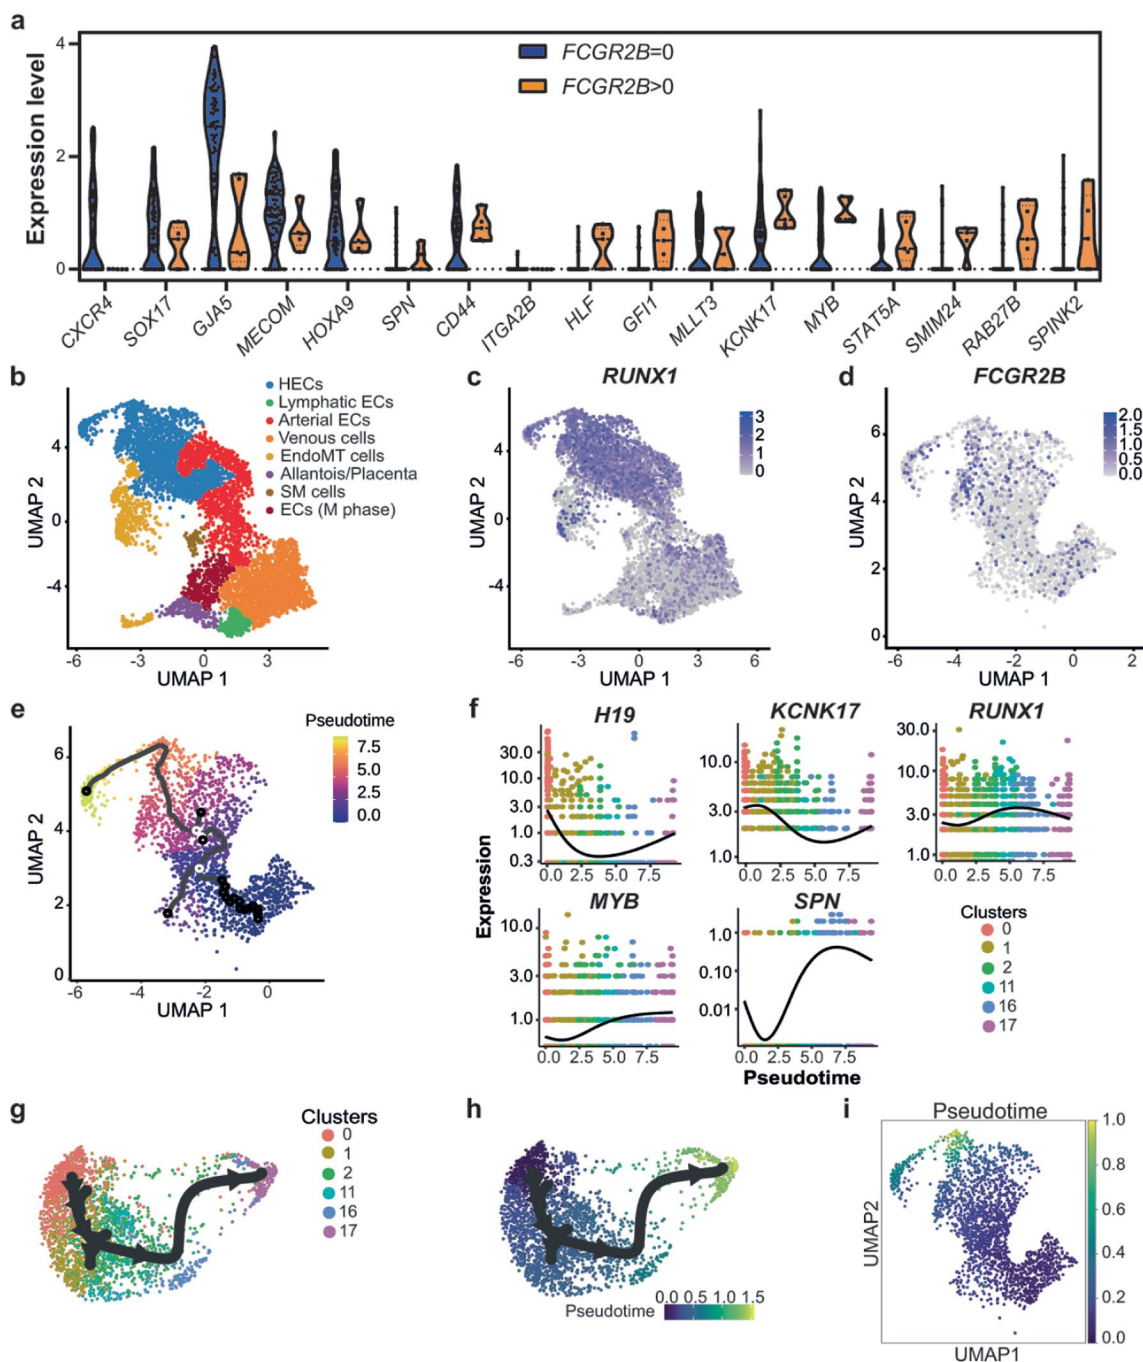 a
Expression level
4
2
0
FCGR2B=0
FCGR2B>0
CXCR4
SOX17
GJA5
MECOM
HOXA9
SPN
CD44
ITGA2B
HLF
GFI1
MLLT3
KCNK17
MYB
STAT5A
SMIM24
RAB27B
SPINK2
b
HECs
Lymphatic ECs
Arterial ECs
Venous cells
EndoMT cells
Allantois/Placenta
SM cells
ECs (M phase)
UMAP 2
4
0
-4
-6 -3 0 3
UMAP 1
c
RUNX1
3
2
1
0
UMAP 2
4
0
-4
-6 -3 0 3 6
UMAP 1
d
FCGR2B
2.0
1.5
1.0
0.5
0.0
UMAP 2
6
4
2
0
-6 -4 -2 0 2
UMAP 1
e
Pseudotime
7.5
5.0
2.5
0.0
UMAP 2
6
4
2
0
-6 -4 -2 0
UMAP 1
f
Expression
H19
30.0
10.0
3.0
1.0
0.3
0.0 2.5 5.0 7.5
KCNK17
10.0
3.0
1.0
RUNX1
30.0
10.0
3.0
1.0
0.0 2.5 5.0 7.5
MYB
10.0
3.0
1.0
0.0 2.5 5.0 7.5
SPN
1.0
0.10
0.01
0.0 2.5 5.0 7.5
Pseudotime
Clusters
0
1
2
11
16
17
g
Clusters
0
1
2
11
16
17
h
Pseudotime
0.0 0.5 1.0 1.5
i
Pseudotime
1.0
0.8
0.6
0.4
0.2
0.0
UMAP2
UMAP1